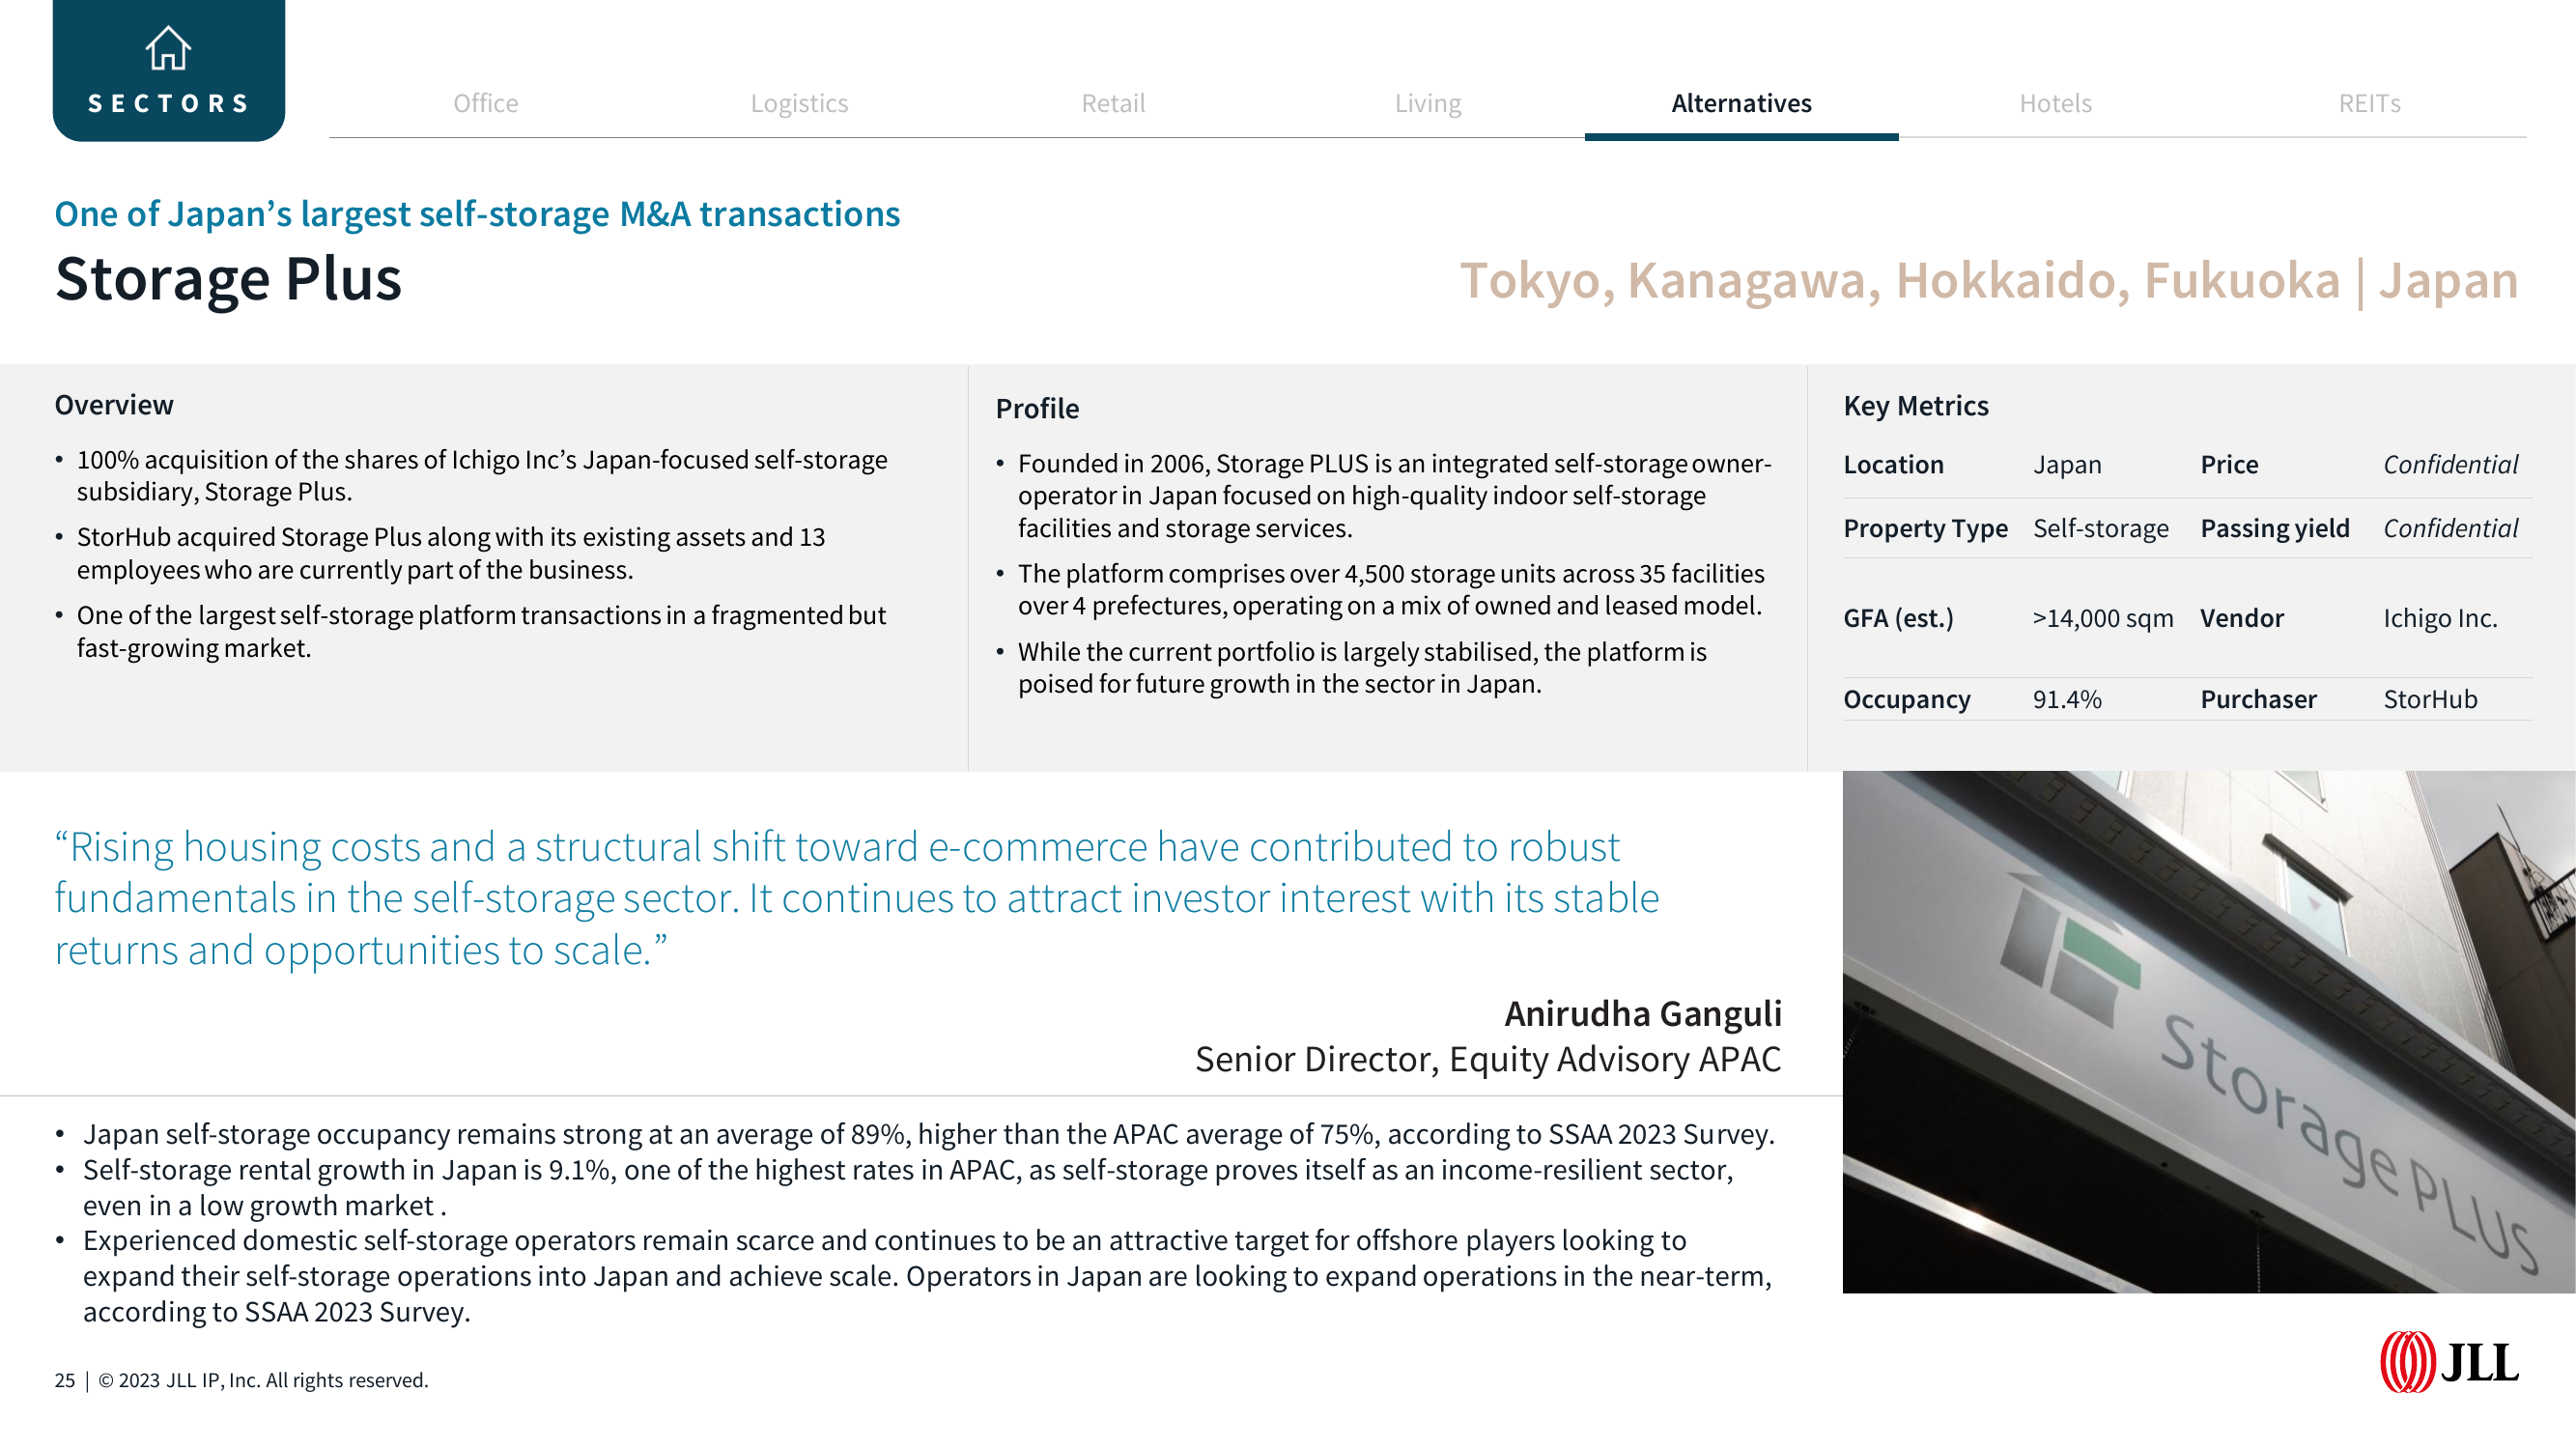 SECTORS
Office
Logistics
Retail
Living
Alternatives
Hotels
REITs
One of Japan’s largest self-storage M&A transactions
Storage Plus
Tokyo, Kanagawa, Hokkaido, Fukuoka | Japan
Overview
• 100% acquisition of the shares of Ichigo Inc’s Japan-focused self-storage
subsidiary, Storage Plus.
• StorHub acquired Storage Plus along with its existing assets and 13
employees who are currently part of the business.
• One of the largest self-storage platform transactions in a fragmented but
fast-growing market.
Profile
• Founded in 2006, Storage PLUS is an integrated self-storage owner-
operator in Japan focused on high-quality indoor self-storage
facilities and storage services.
• The platform comprises over 4,500 storage units across 35 facilities
over 4 prefectures, operating on a mix of owned and leased model.
• While the current portfolio is largely stabilised, the platform is
poised for future growth in the sector in Japan.
Key Metrics
Location Japan Price Confidential
Property Type Self-storage Passing yield Confidential
GFA (est.) >14,000 sqm Vendor Ichigo Inc.
Occupancy 91.4% Purchaser StorHub
“Rising housing costs and a structural shift toward e-commerce have contributed to robust
fundamentals in the self-storage sector. It continues to attract investor interest with its stable
returns and opportunities to scale.”
Anirudha Ganguli
Senior Director, Equity Advisory APAC
• Japan self-storage occupancy remains strong at an average of 89%, higher than the APAC average of 75%, according to SSAA 2023 Survey.
• Self-storage rental growth in Japan is 9.1%, one of the highest rates in APAC, as self-storage proves itself as an income-resilient sector,
even in a low growth market .
• Experienced domestic self-storage operators remain scarce and continues to be an attractive target for offshore players looking to
expand their self-storage operations into Japan and achieve scale. Operators in Japan are looking to expand operations in the near-term,
according to SSAA 2023 Survey.
Storage PLUS
25 | © 2023 JLL IP, Inc. All rights reserved.
JLL